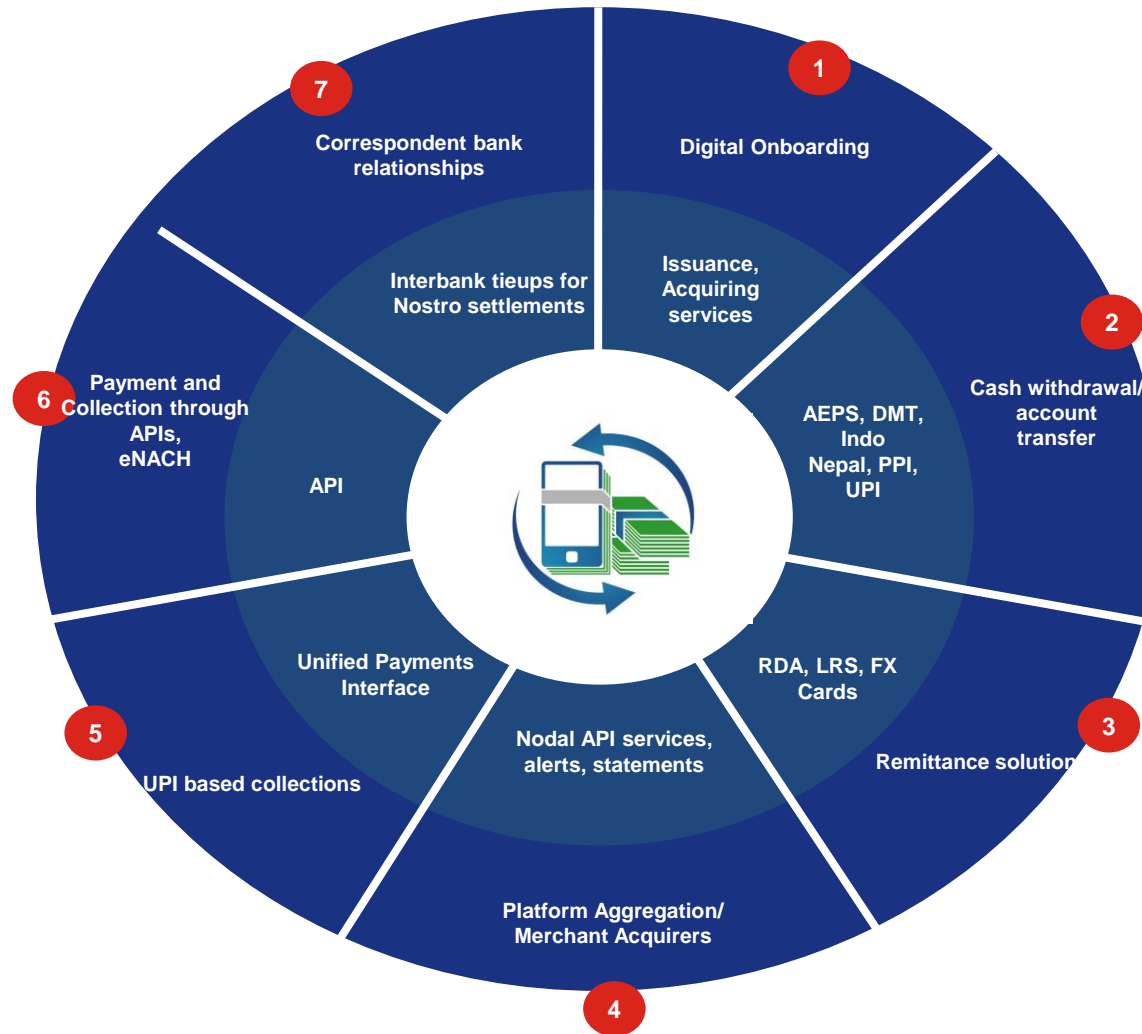 1
Digital Onboarding
Issuance,
Acquiring
services
2
Cash withdrawal/
account
transfer
AEPS, DMT,
Indo
Nepal, PPI,
UPI
3
Remittance solution
RDA, LRS, FX
Cards
4
Platform Aggregation/
Merchant Acquirers
Nodal API services,
alerts, statements
5
UPI based collections
Unified Payments
Interface
6
Payment and
Collection through
APIs,
eNACH
API
7
Correspondent bank
relationships
Interbank tieups for
Nostro settlements